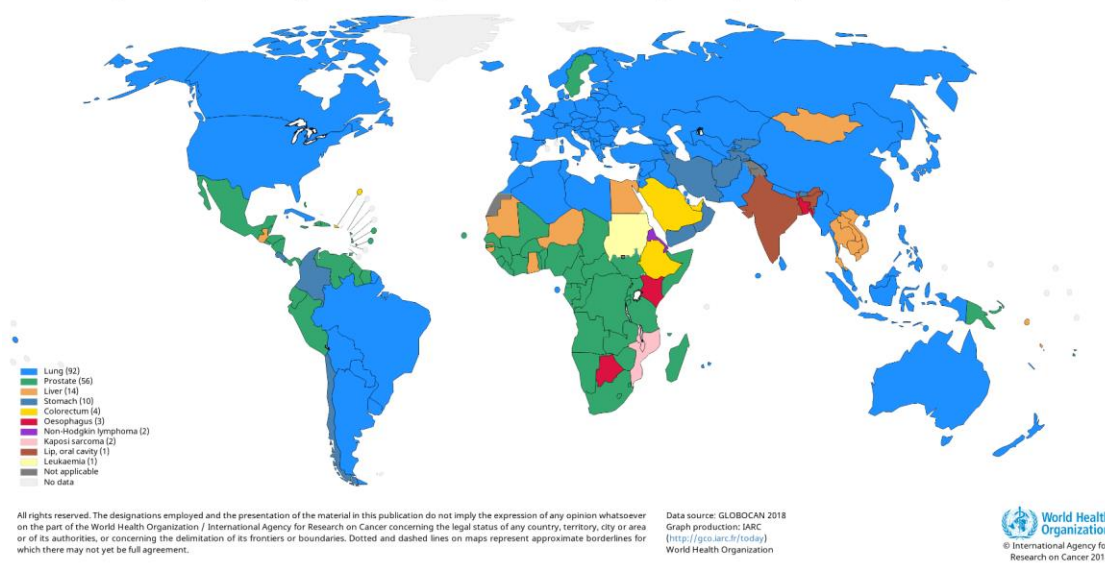 Lung (92)
Prostate (56)
Liver (14)
Stomach (10)
Colorectum (4)
Oesophagus (3)
Non-Hodgkin lymphoma (2)
Kaposi sarcoma (2)
Lip, oral cavity (1)
Leukaemia (1)
Not applicable
No data
All rights reserved. The designations employed and the presentation of the material in this publication do not imply the expression of any opinion whatsoever
on the part of the World Health Organization / International Agency for Research on Cancer concerning the legal status of any country, territory, city or area
or of its authorities, or concerning the delimitation of its frontiers or boundaries. Dotted and dashed lines on maps represent approximate borderlines for
which there may not yet be full agreement.
Data source: GLOBOCAN 2018
Graph production: IARC
(http://gco.iarc.fr/today)
World Health Organization
World Health
Organization
© International Agency for
Research on Cancer 201